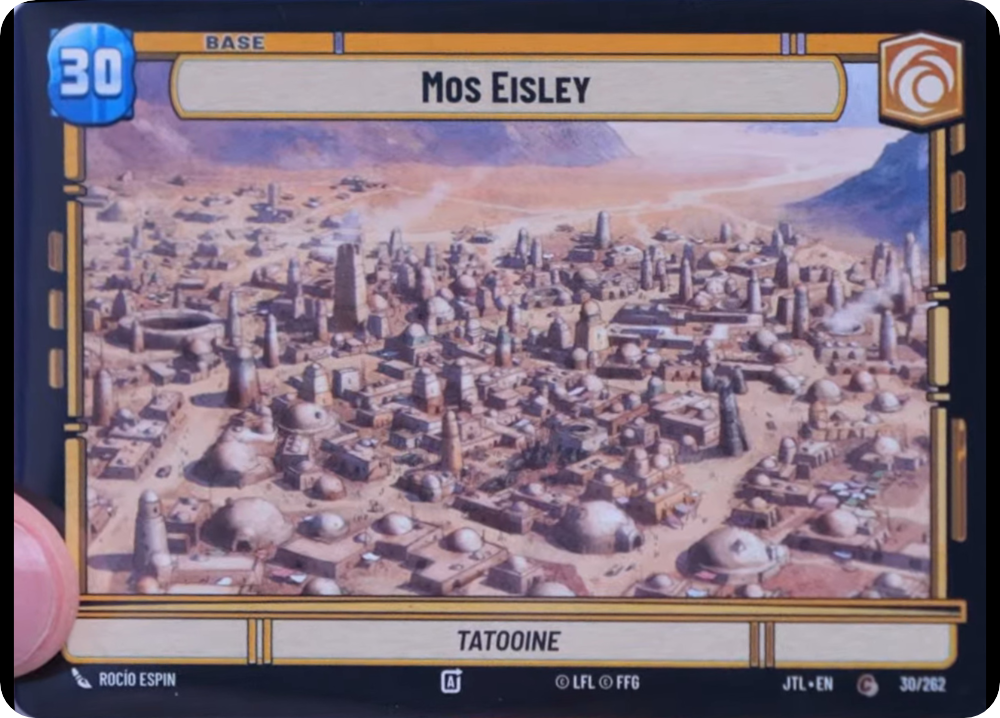 BASE
30
MOS EISLEY
TATOOINE
ROCÍO ESPIN
A
© LFL © FFG
JTL • EN
C
30/262